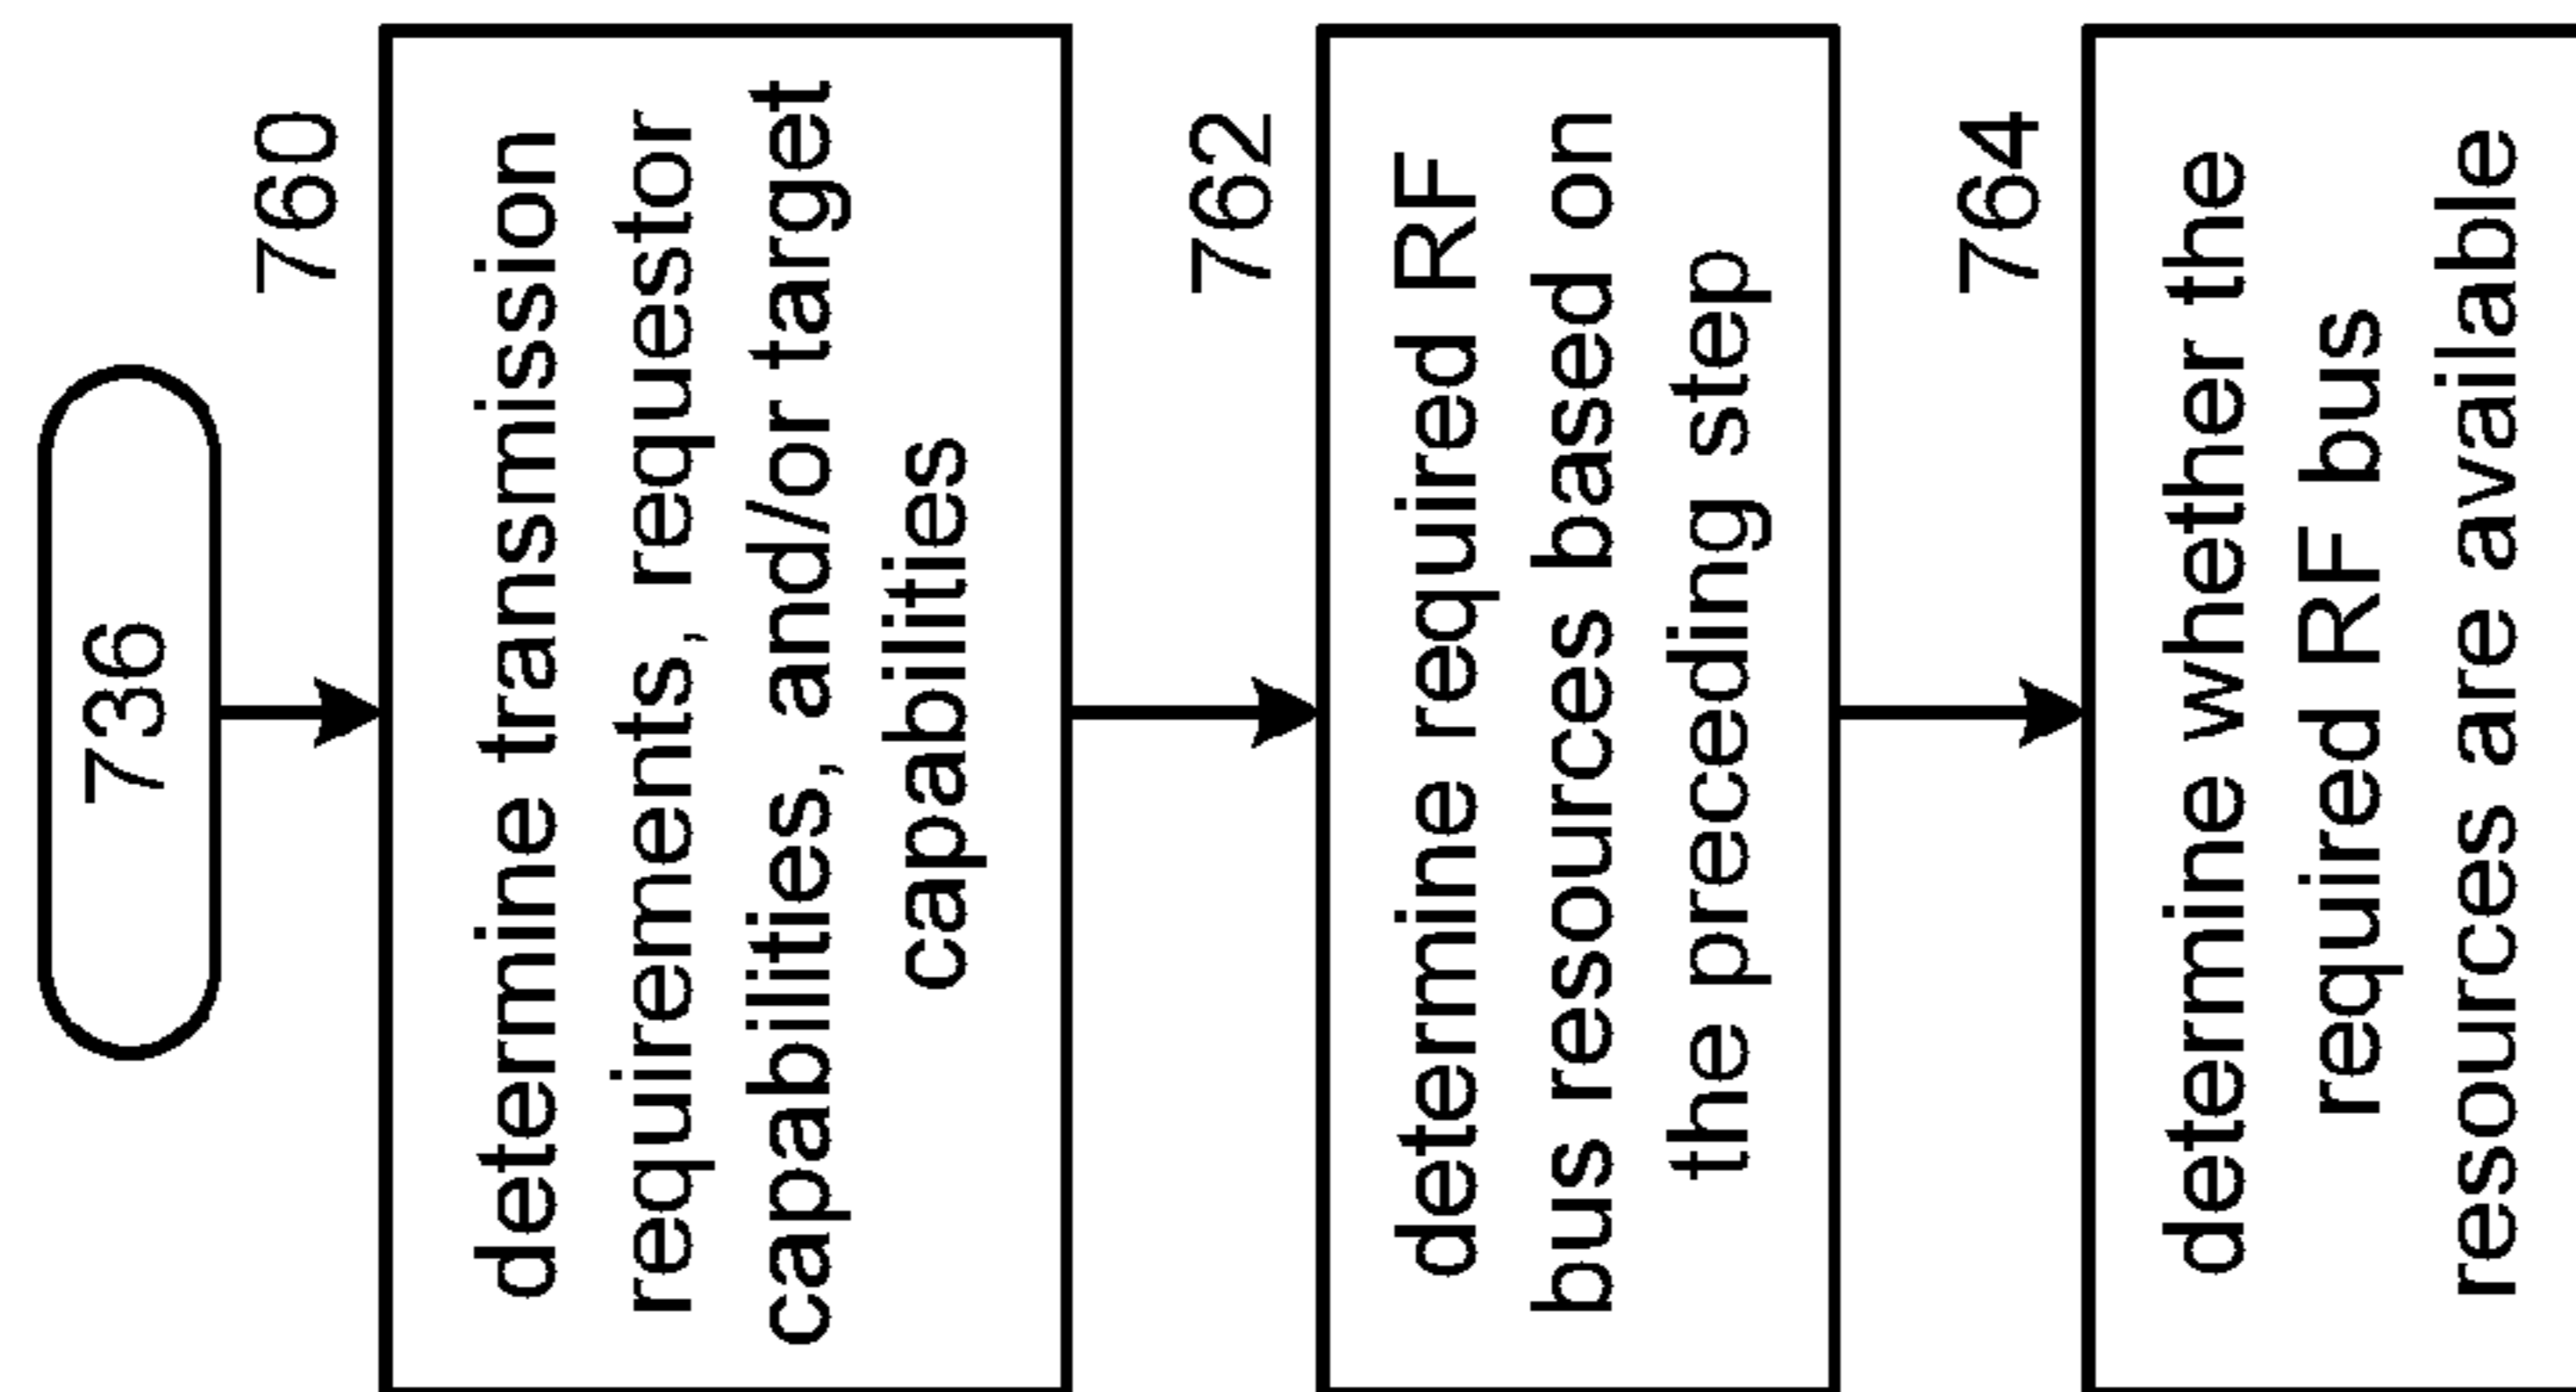 736
760
determine transmission
requirements, requestor
capabilities, and/or target
capabilities
762
determine required RF
bus resources based on
the preceding step
764
determine whether the
required RF bus
resources are available